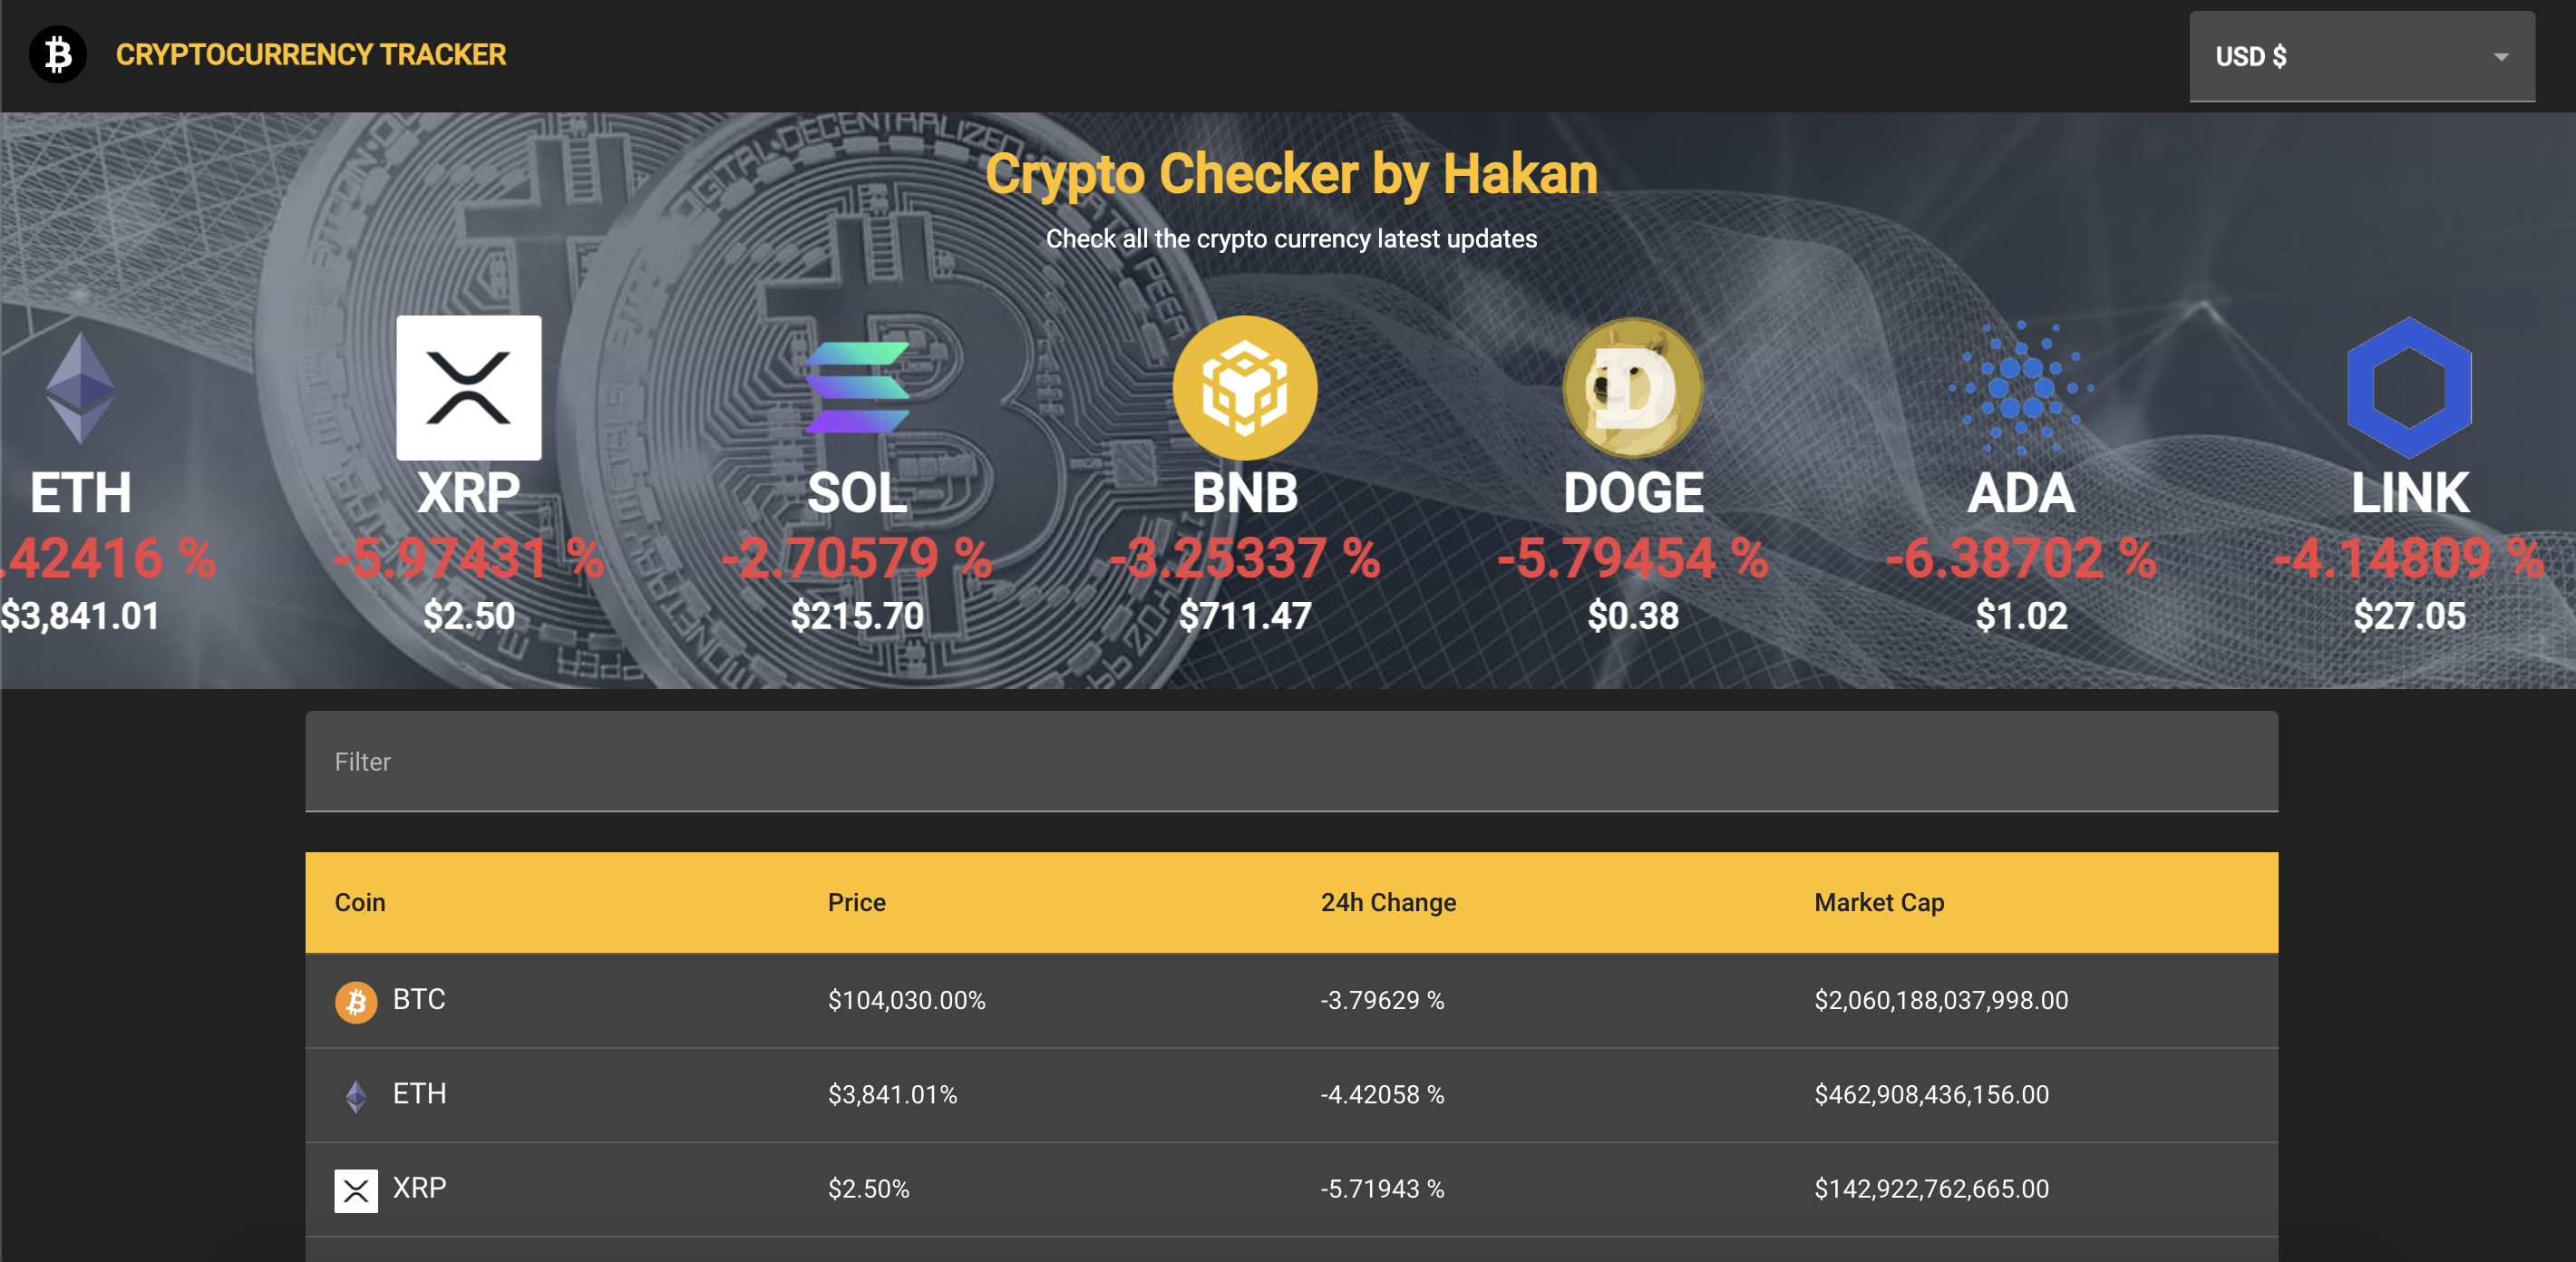 CRYPTOCURRENCY TRACKER
USD $
Crypto Checker by Hakan
Check all the crypto currency latest updates
ETH XRP SOL BNB DOGE ADA LINK
.42416 % -5.97431 % -2.70579 % -3.25337 % -5.79454 % -6.38702 % -4.14809 %
$3,841.01 $2.50 $215.70 $711.47 $0.38 $1.02 $27.05
Filter
Coin Price 24h Change Market Cap
BTC $104,030.00% -3.79629 % $2,060,188,037,998.00
ETH $3,841.01% -4.42058 % $462,908,436,156.00
XRP $2.50% -5.71943 % $142,922,762,665.00